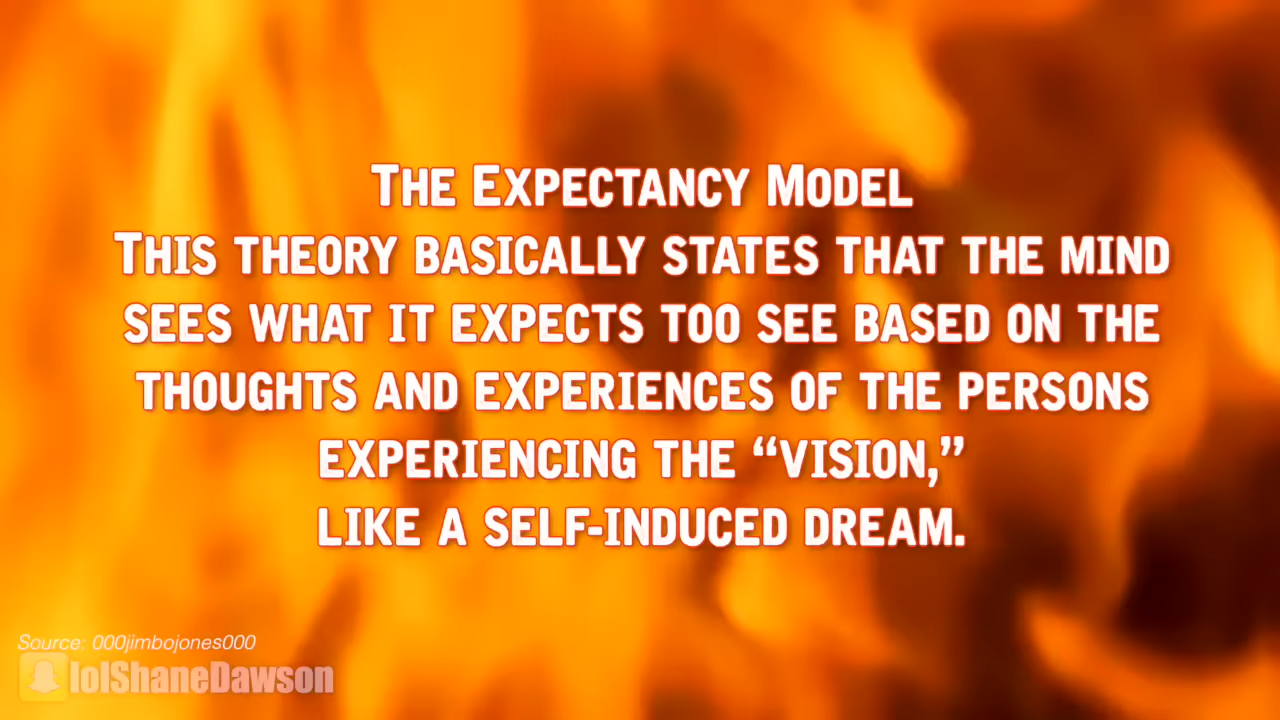 The Expectancy Model
This theory basically states that the mind
sees what it expects too see based on the
thoughts and experiences of the persons
experiencing the “vision,”
like a self-induced dream.
Source: 000jimbojones000
lolShaneDawson